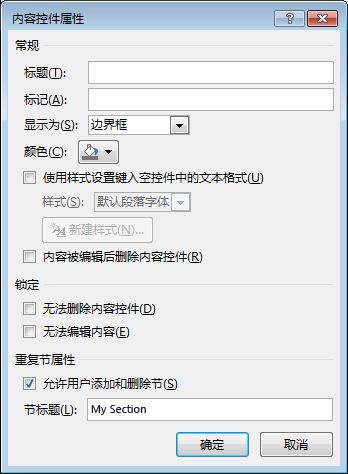 内容控件属性
常规
标题(T):
标记(A):
显示为(S): 边界框
颜色(C):
使用样式设置键入空控件中的文本格式(U)
样式(S): 默认段落字体
新建样式(N)...
内容被编辑后删除内容控件(R)
锁定
无法删除内容控件(D)
无法编辑内容(E)
重复节属性
允许用户添加和删除节(S)
节标题(L): My Section
确定 取消